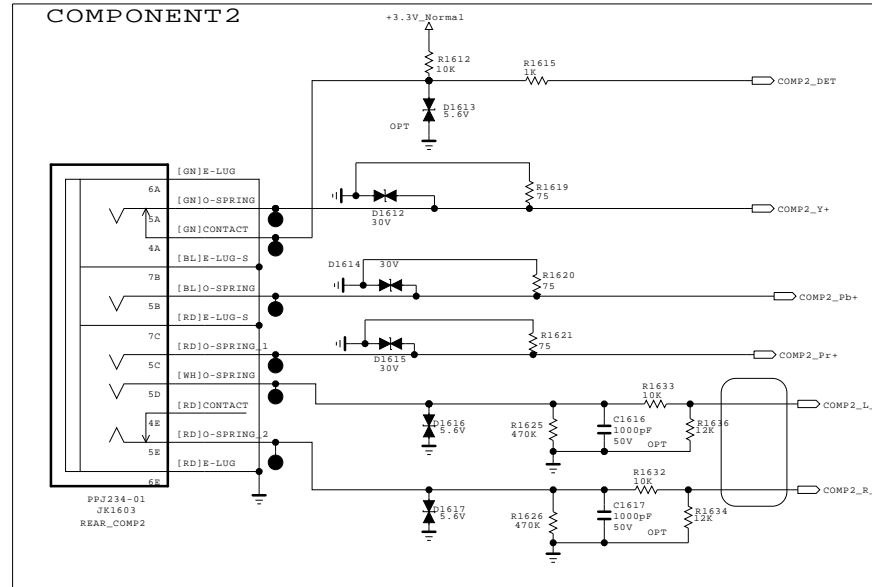 COMPONENT2
+3.3V_Normal
R1612
10K
R1615
1K
COMP2_DET
D1613
5.6V
OPT
[GN]E-LUG
6A
[GN]O-SPRING
5A
[GN]CONTACT
4A
[BL]E-LUG-S
7B
[BL]O-SPRING
5B
[RD]E-LUG-S
7C
[RD]O-SPRING_1
5C
[WH]O-SPRING
5D
[RD]CONTACT
4E
[RD]O-SPRING_2
5E
[RD]E-LUG
6E
PPJ234-01
JK1603
REAR_COMP2
D1612
30V
R1619
75
COMP2_Y+
D1614
30V
R1620
75
COMP2_Pb+
D1615
30V
R1621
75
COMP2_Pr+
D1616
5.6V
R1625
470K
C1616
1000pF
50V
OPT
R1633
10K
R1636
12K
COMP2_L_
D1617
5.6V
R1626
470K
C1617
1000pF
50V
OPT
R1632
10K
R1634
12K
COMP2_R_